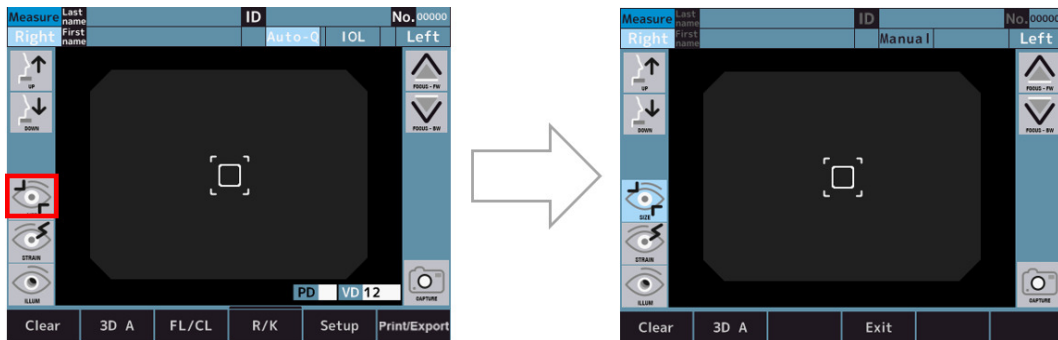 Measure Last name ID No. 00000
Right First name Auto-Q IOL Left
UP
FOCUS-FW
DOWN
FOCUS-BW
STRAIN
ILLUM
PD VD 12
CAPTURE
Clear 3D A FL/CL R/K Setup Print/Export
Measure Last name ID No. 00000
Right First name Manual Left
UP
FOCUS-FW
DOWN
FOCUS-BW
SIZE
STRAIN
ILLUM
CAPTURE
Clear 3D A Exit